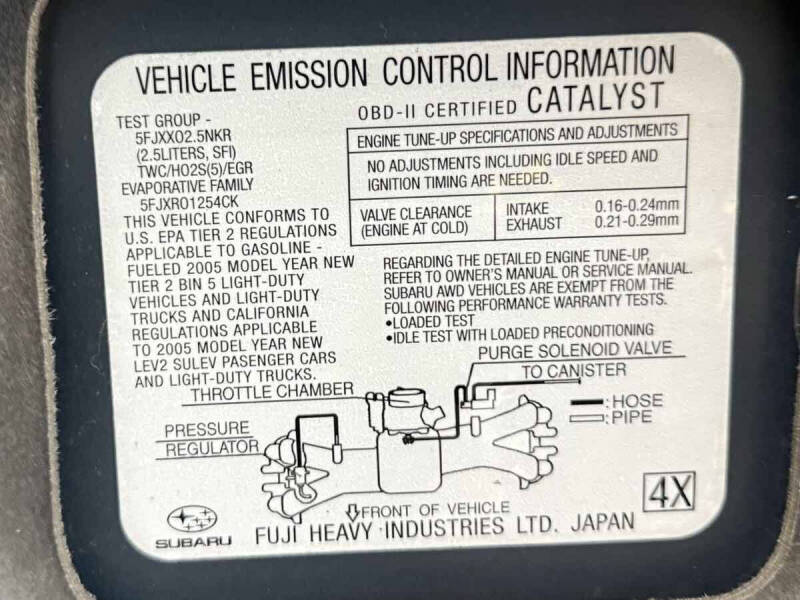 VEHICLE EMISSION CONTROL INFORMATION
OBD-II CERTIFIED CATALYST
TEST GROUP -
5FJXX02.5NKR
(2.5LITERS, SFI)
TWC/HO2S(5)/EGR
EVAPORATIVE FAMILY
5FJXR01254CK
THIS VEHICLE CONFORMS TO
U.S. EPA TIER 2 REGULATIONS
APPLICABLE TO GASOLINE -
FUELED 2005 MODEL YEAR NEW
TIER 2 BIN 5 LIGHT-DUTY
VEHICLES AND LIGHT-DUTY
TRUCKS AND CALIFORNIA
REGULATIONS APPLICABLE
TO 2005 MODEL YEAR NEW
LEV2 SULEV PASENGER CARS
AND LIGHT-DUTY TRUCKS.
ENGINE TUNE-UP SPECIFICATIONS AND ADJUSTMENTS
NO ADJUSTMENTS INCLUDING IDLE SPEED AND
IGNITION TIMING ARE NEEDED.
VALVE CLEARANCE
(ENGINE AT COLD)
INTAKE 0.16-0.24mm
EXHAUST 0.21-0.29mm
REGARDING THE DETAILED ENGINE TUNE-UP,
REFER TO OWNER'S MANUAL OR SERVICE MANUAL.
SUBARU AWD VEHICLES ARE EXEMPT FROM THE
FOLLOWING PERFORMANCE WARRANTY TESTS.
•LOADED TEST
•IDLE TEST WITH LOADED PRECONDITIONING
PURGE SOLENOID VALVE
TO CANISTER
THROTTLE CHAMBER
:HOSE
:PIPE
PRESSURE
REGULATOR
4X
FRONT OF VEHICLE
SUBARU
FUJI HEAVY INDUSTRIES LTD. JAPAN